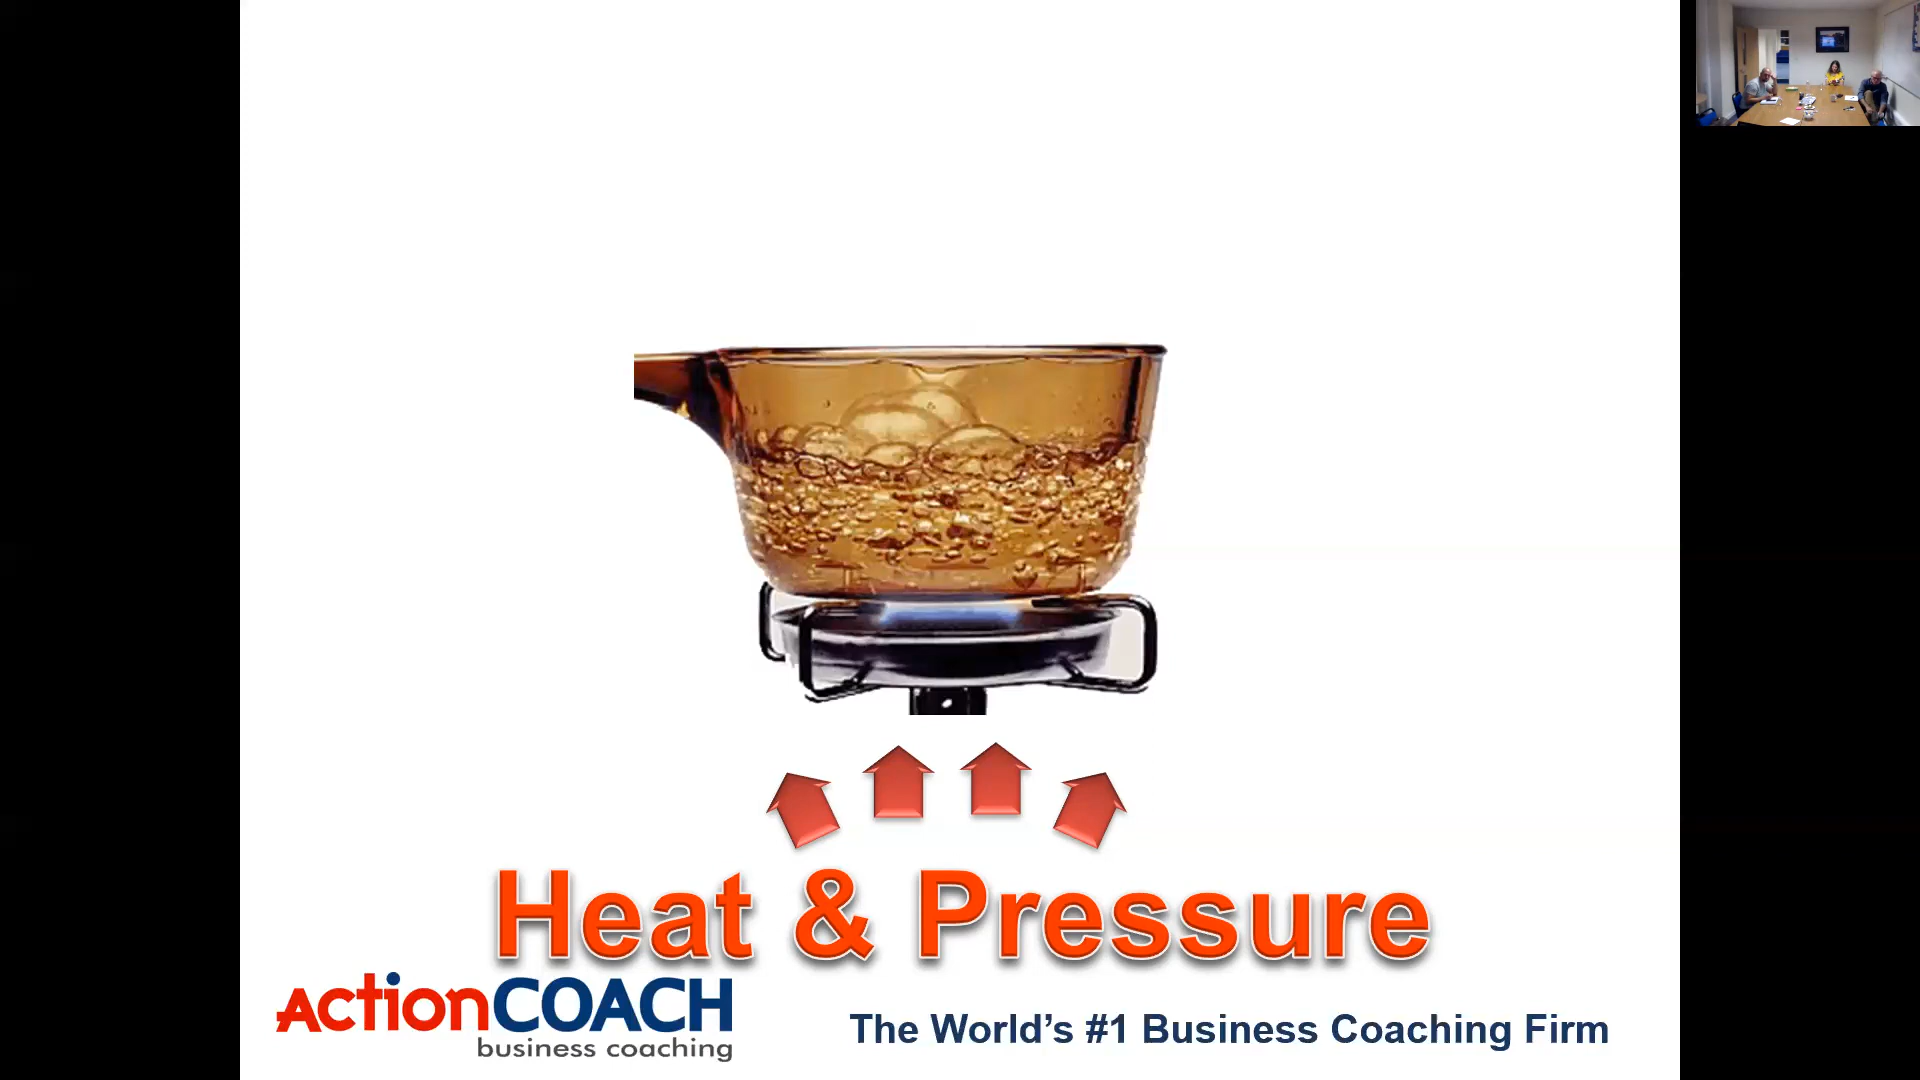 Heat & Pressure
ActionCOACH
business coaching
The World's #1 Business Coaching Firm